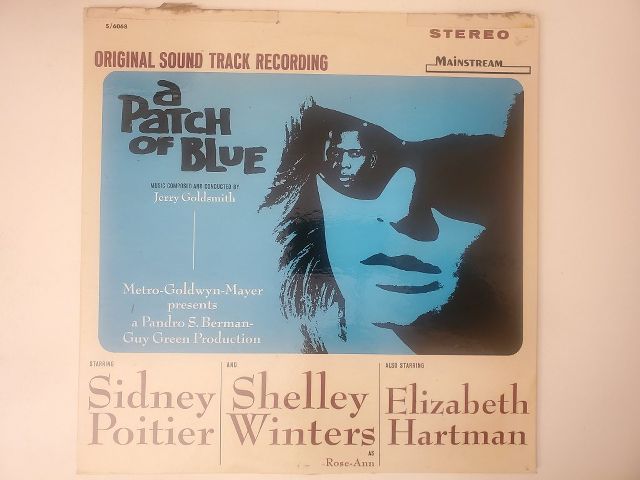 S/6068
STEREO
ORIGINAL SOUND TRACK RECORDING
MAINSTREAM
a
PatCH
OF BLUE
MUSIC COMPOSED AND CONDUCTED BY
Jerry Goldsmith
Metro-Goldwyn-Mayer
presents
a Pandro S. Berman-
Guy Green Production
STARRING
Sidney
Poitier
AND
Shelley
Winters
AS
Rose-Ann
ALSO STARRING
Elizabeth
Hartman